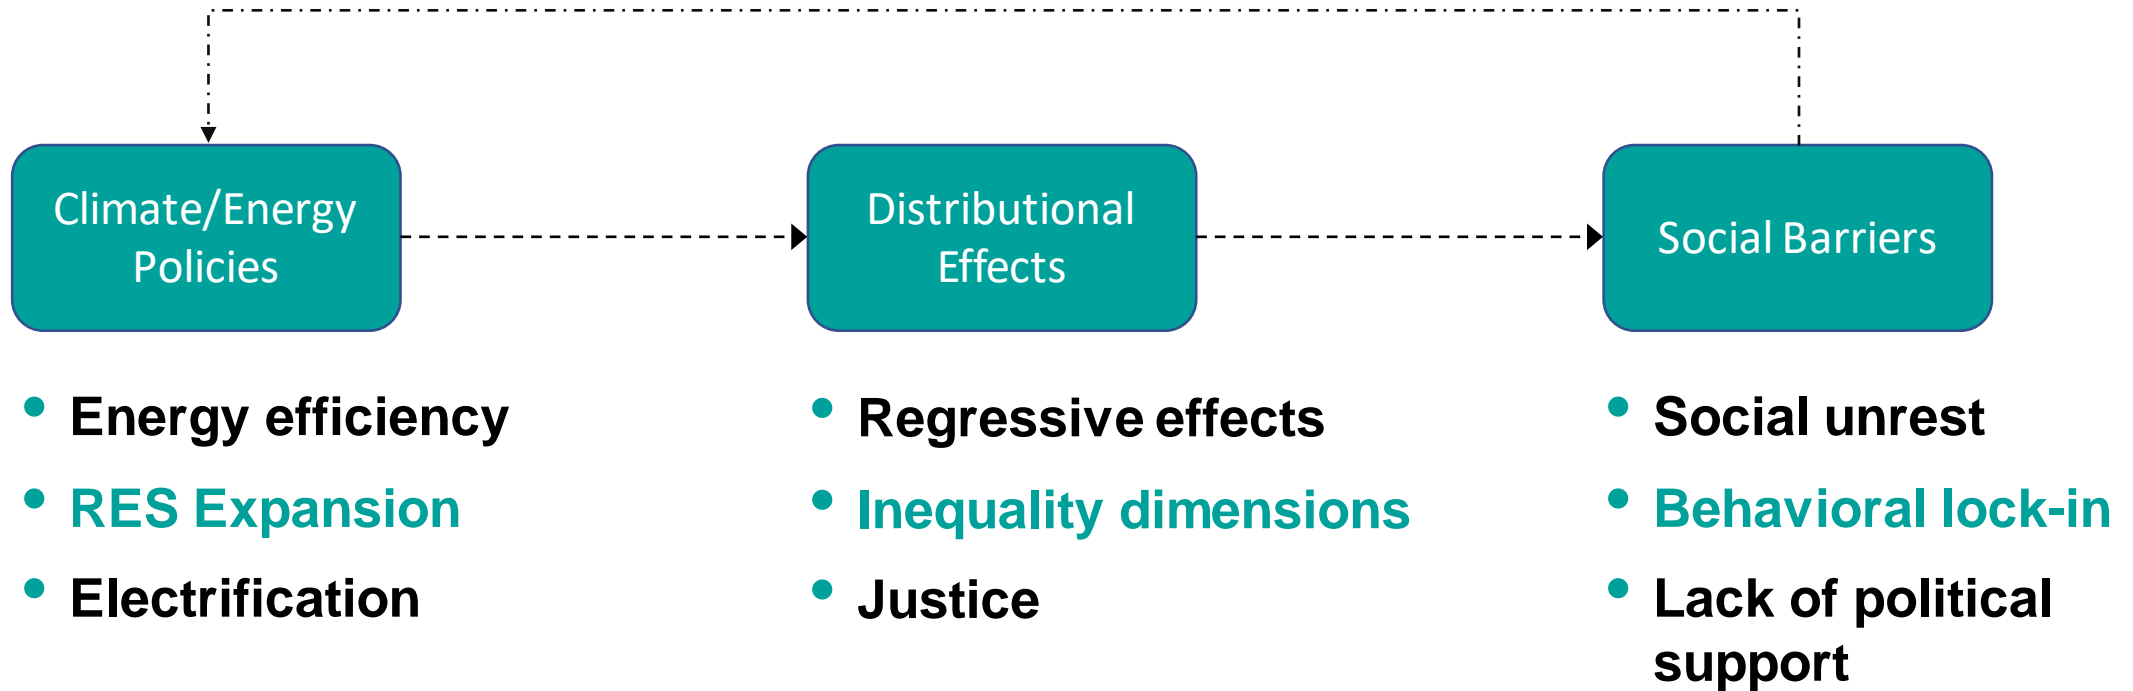 Climate/Energy
Policies
Distributional
Effects
Social Barriers
• Energy efficiency
• RES Expansion
• Electrification
• Regressive effects
• Inequality dimensions
• Justice
• Social unrest
• Behavioral lock-in
• Lack of political
support